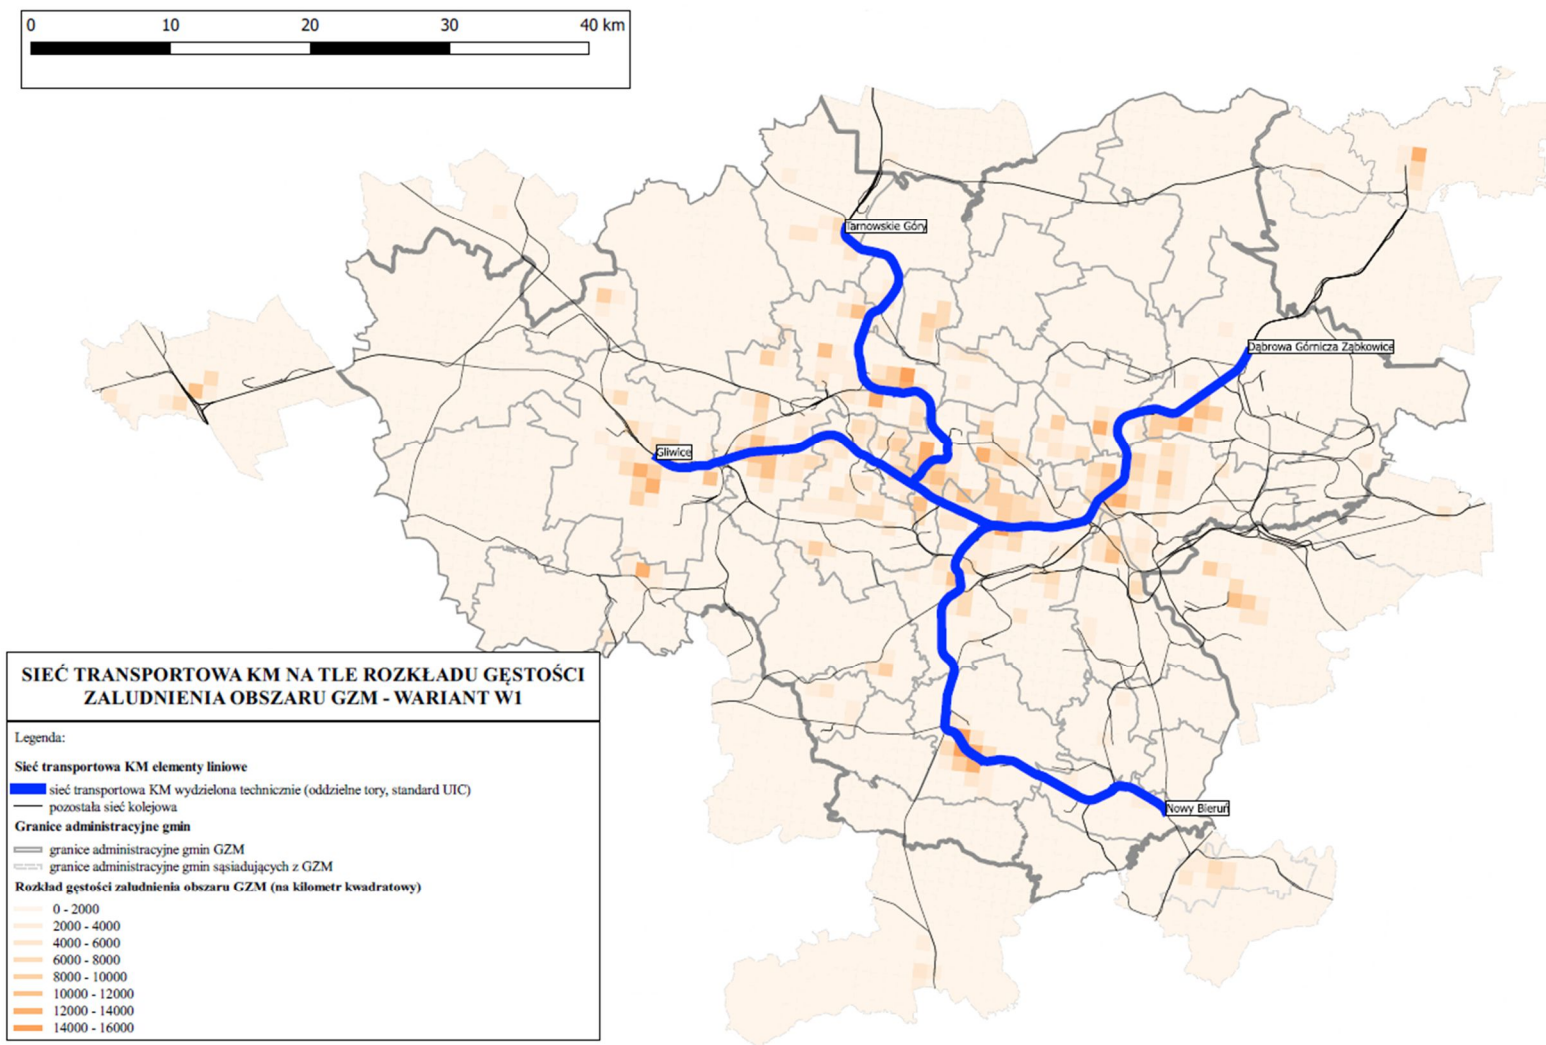 0 10 20 30 40 km
Tarnowskie Góry
Dąbrowa Górnicza Ząbkowice
Gliwice
Nowy Bieruń
SIEĆ TRANSPORTOWA KM NA TLE ROZKŁADU GĘSTOŚCI
ZALUDNIENIA OBSZARU GZM - WARIANT W1
Legenda:
Sieć transportowa KM elementy liniowe
sieć transportowa KM wydzielona technicznie (oddzielne tory, standard UIC)
pozostała sieć kolejowa
Granice administracyjne gmin
granice administracyjne gmin GZM
granice administracyjne gmin sąsiadujących z GZM
Rozkład gęstości zaludnienia obszaru GZM (na kilometr kwadratowy)
0 - 2000
2000 - 4000
4000 - 6000
6000 - 8000
8000 - 10000
10000 - 12000
12000 - 14000
14000 - 16000